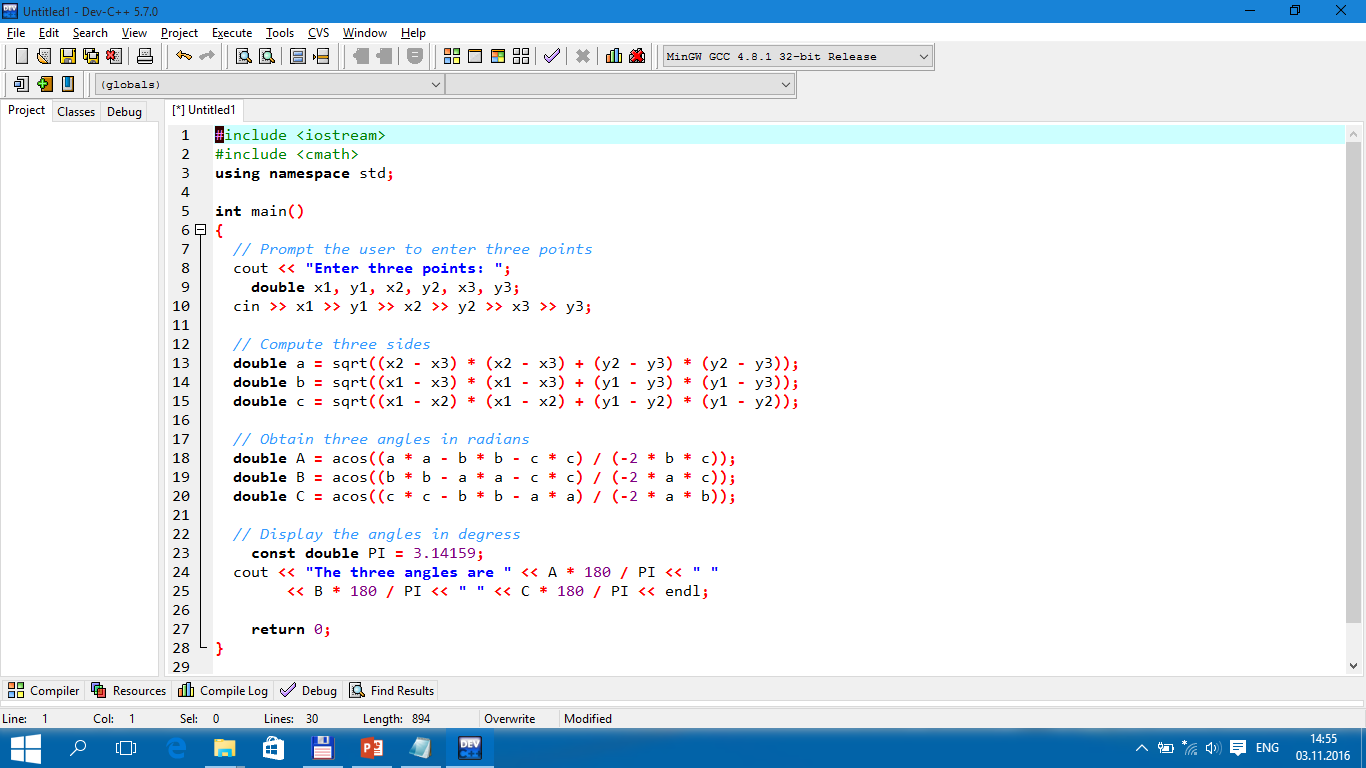 Untitled1 - Dev-C++ 5.7.0
File Edit Search View Project Execute Tools CVS Window Help
MinGW GCC 4.8.1 32-bit Release
(globals)
Project Classes Debug [*] Untitled1
1 #include <iostream>
2 #include <cmath>
3 using namespace std;
4
5 int main()
6 {
7 // Prompt the user to enter three points
8 cout << "Enter three points: ";
9 double x1, y1, x2, y2, x3, y3;
10 cin >> x1 >> y1 >> x2 >> y2 >> x3 >> y3;
11
12 // Compute three sides
13 double a = sqrt((x2 - x3) * (x2 - x3) + (y2 - y3) * (y2 - y3));
14 double b = sqrt((x1 - x3) * (x1 - x3) + (y1 - y3) * (y1 - y3));
15 double c = sqrt((x1 - x2) * (x1 - x2) + (y1 - y2) * (y1 - y2));
16
17 // Obtain three angles in radians
18 double A = acos((a * a - b * b - c * c) / (-2 * b * c));
19 double B = acos((b * b - a * a - c * c) / (-2 * a * c));
20 double C = acos((c * c - b * b - a * a) / (-2 * a * b));
21
22 // Display the angles in degress
23 const double PI = 3.14159;
24 cout << "The three angles are " << A * 180 / PI << " "
25 << B * 180 / PI << " " << C * 180 / PI << endl;
26
27 return 0;
28 }
29
Compiler Resources Compile Log Debug Find Results
Line: 1 Col: 1 Sel: 0 Lines: 30 Length: 894 Overwrite Modified
DEV
ENG
14:55
03.11.2016